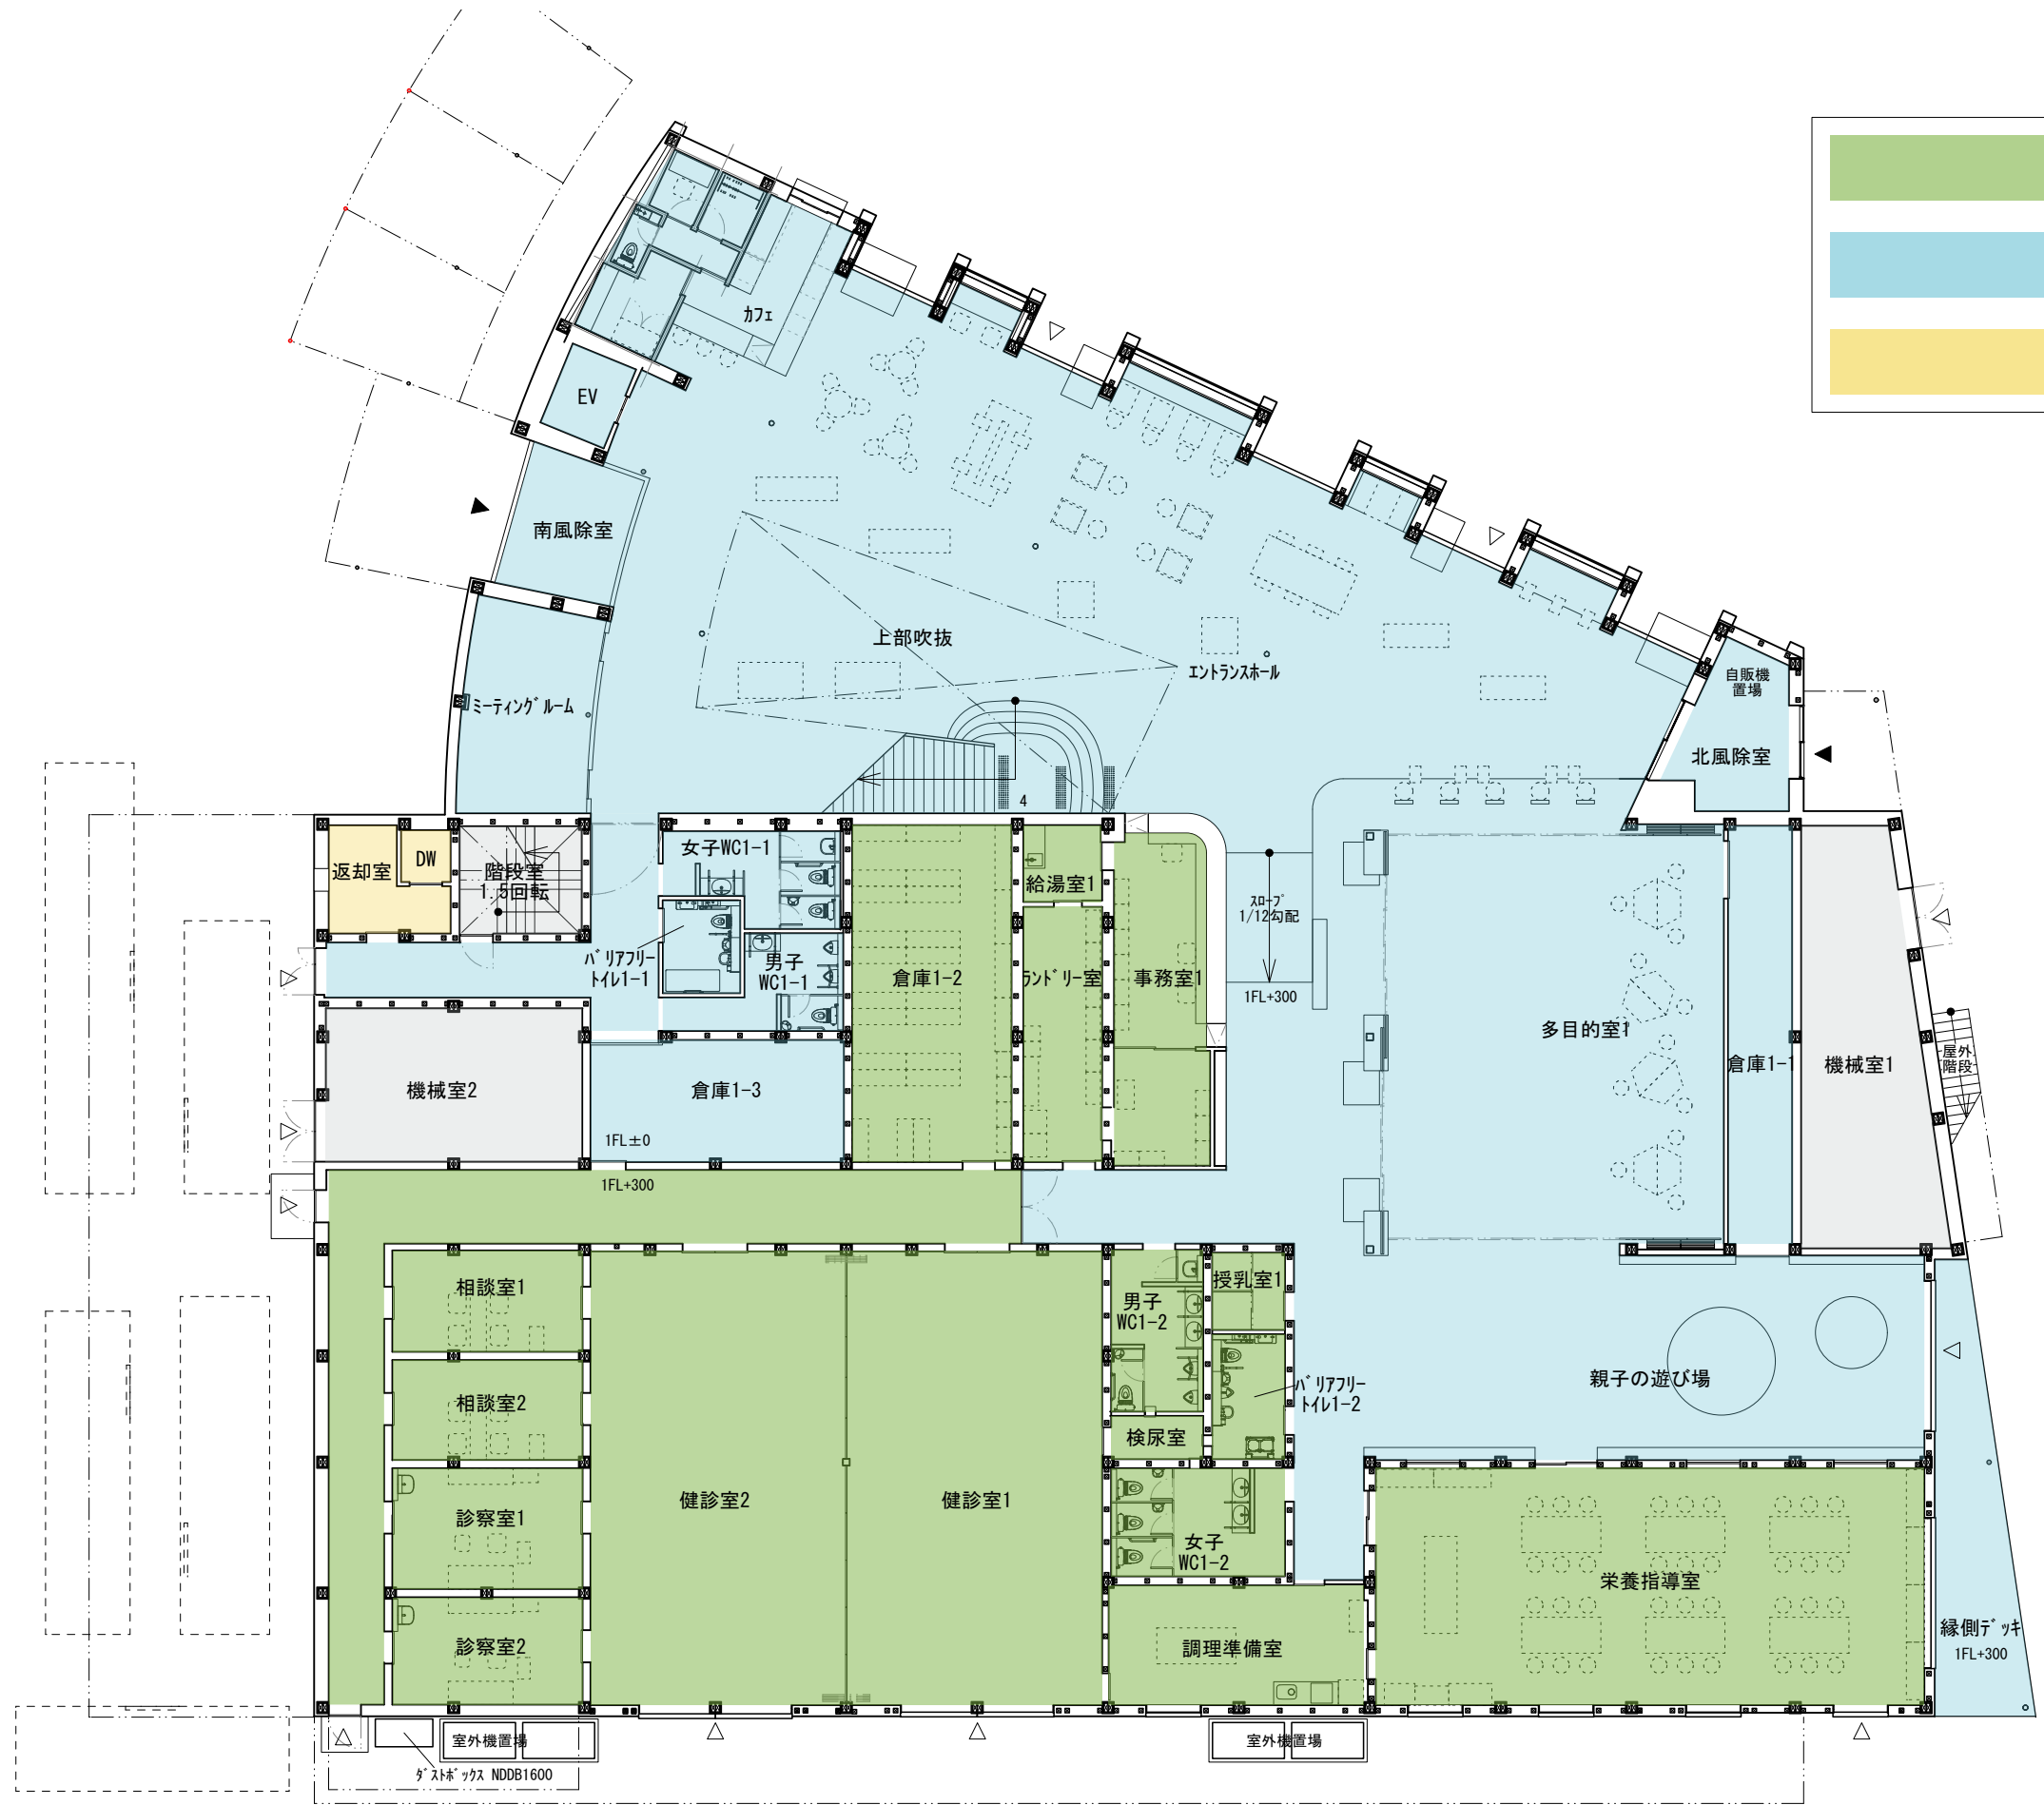 カフェ
EV
南風除室
上部吹抜
エントランスホール
自販機
置場
ミーティングルーム
北風除室
4
女子WC1-1
DW
返却室
階段室
1.5回転
給湯室1
スロープ
1/12勾配
バリアフリー
トイレ1-1
男子
WC1-1
倉庫1-2
ランドリー室
事務室1
1FL+300
多目的室1
屋外
階段
機械室2
倉庫1-3
倉庫1-1
機械室1
1FL±0
1FL+300
相談室1
授乳室1
男子
WC1-2
親子の遊び場
バリアフリー
トイレ1-2
相談室2
検尿室
診察室1
健診室2
健診室1
女子
WC1-2
栄養指導室
縁側デッキ
1FL+300
診察室2
調理準備室
室外機置場
室外機置場
ダストボックス NDDB1600